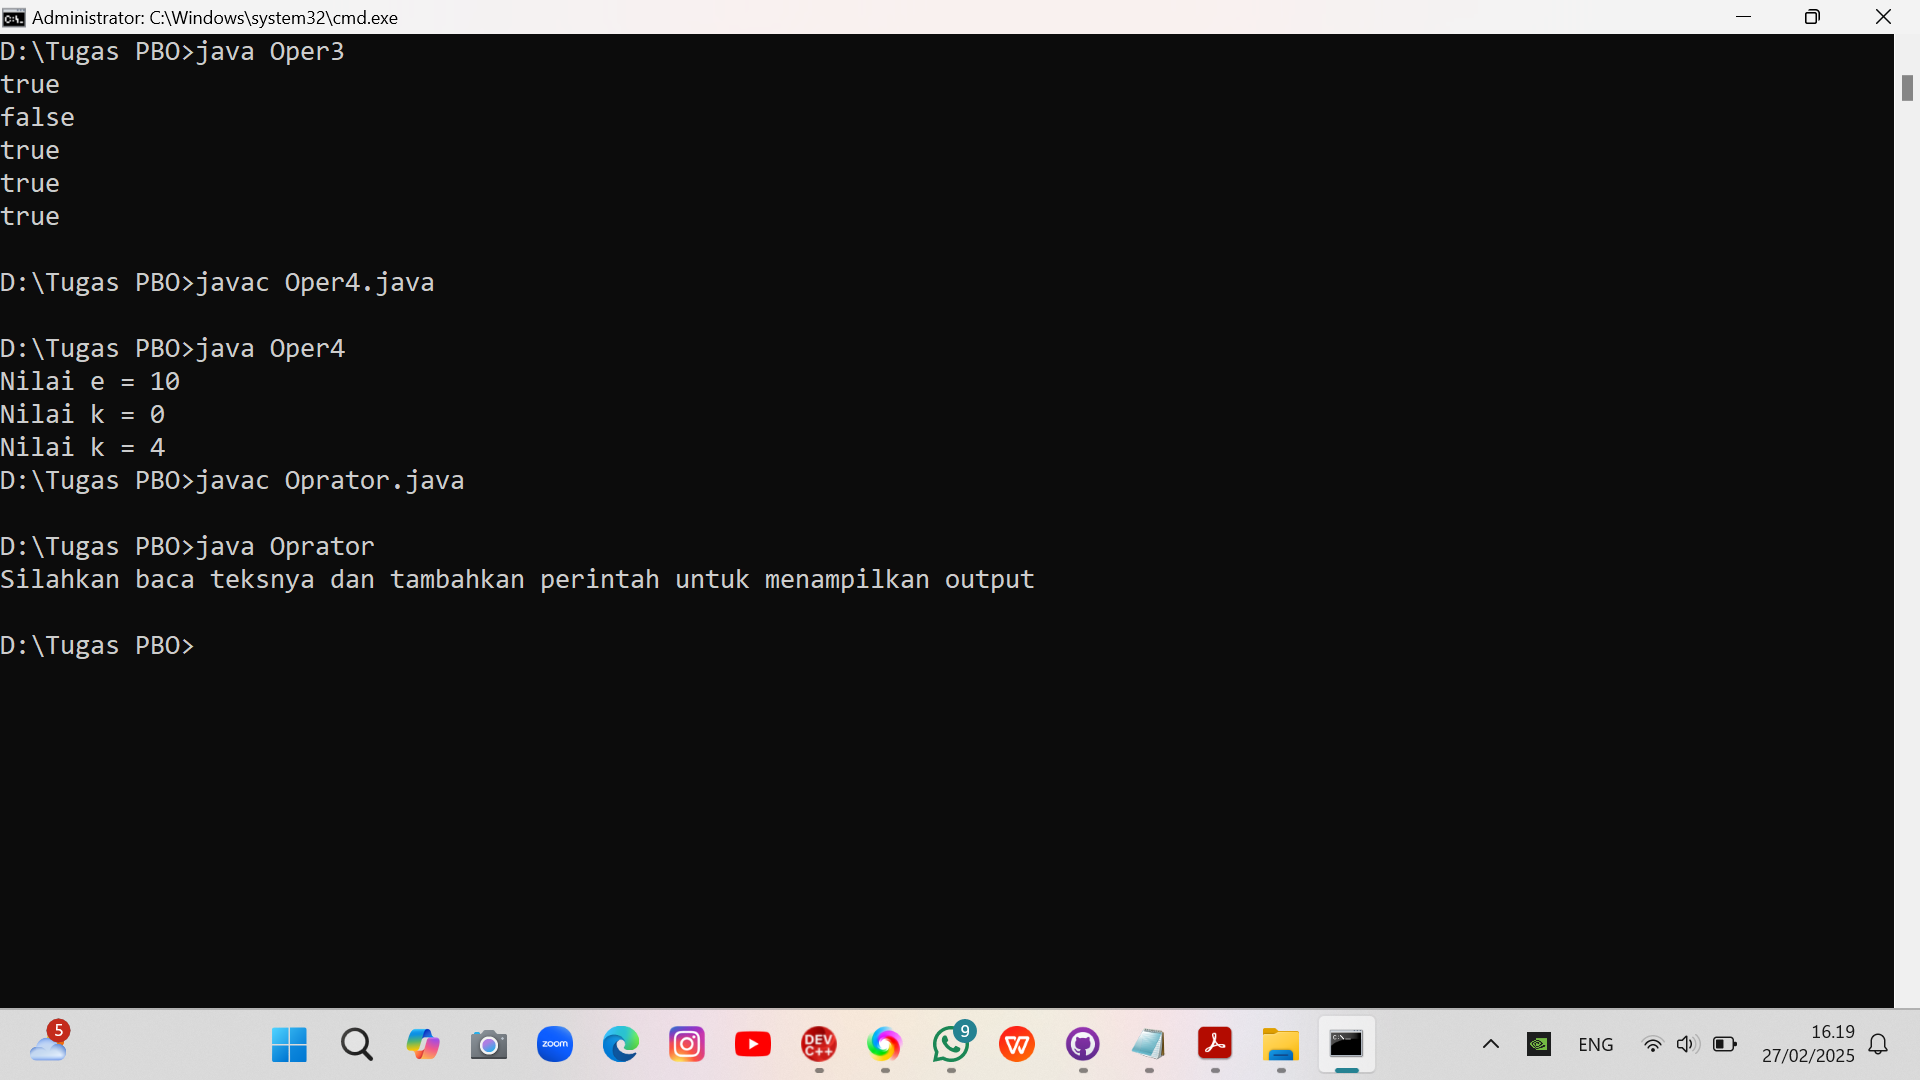 Administrator: C:\Windows\system32\cmd.exe
D:\Tugas PBO>java Oper3
true
false
true
true
true
D:\Tugas PBO>javac Oper4.java
D:\Tugas PBO>java Oper4
Nilai e = 10
Nilai k = 0
Nilai k = 4
D:\Tugas PBO>javac Oprator.java
D:\Tugas PBO>java Oprator
Silahkan baca teksnya dan tambahkan perintah untuk menampilkan output
D:\Tugas PBO>
5
zoom
DEV C++
9
W
ENG
16.19
27/02/2025